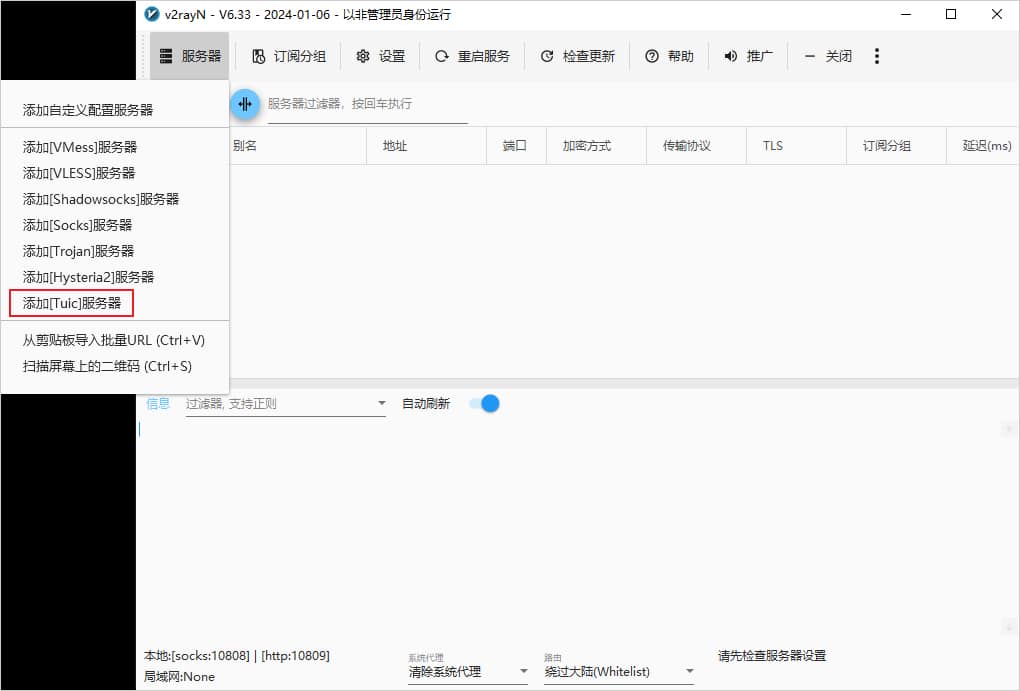 v2rayN - V6.33 - 2024-01-06 - 以非管理员身份运行
服务器 订阅分组 设置 重启服务 检查更新 帮助 推广 关闭
添加自定义配置服务器
服务器过滤器，按回车执行
别名 地址 端口 加密方式 传输协议 TLS 订阅分组 延迟(ms)
添加[VMess]服务器
添加[VLESS]服务器
添加[Shadowsocks]服务器
添加[Socks]服务器
添加[Trojan]服务器
添加[Hysteria2]服务器
添加[Tuic]服务器
从剪贴板导入批量URL (Ctrl+V)
扫描屏幕上的二维码 (Ctrl+S)
信息 过滤器, 支持正则 自动刷新
本地:[socks:10808] | [http:10809]
局域网:None
系统代理
清除系统代理
路由
绕过大陆(Whitelist)
请先检查服务器设置